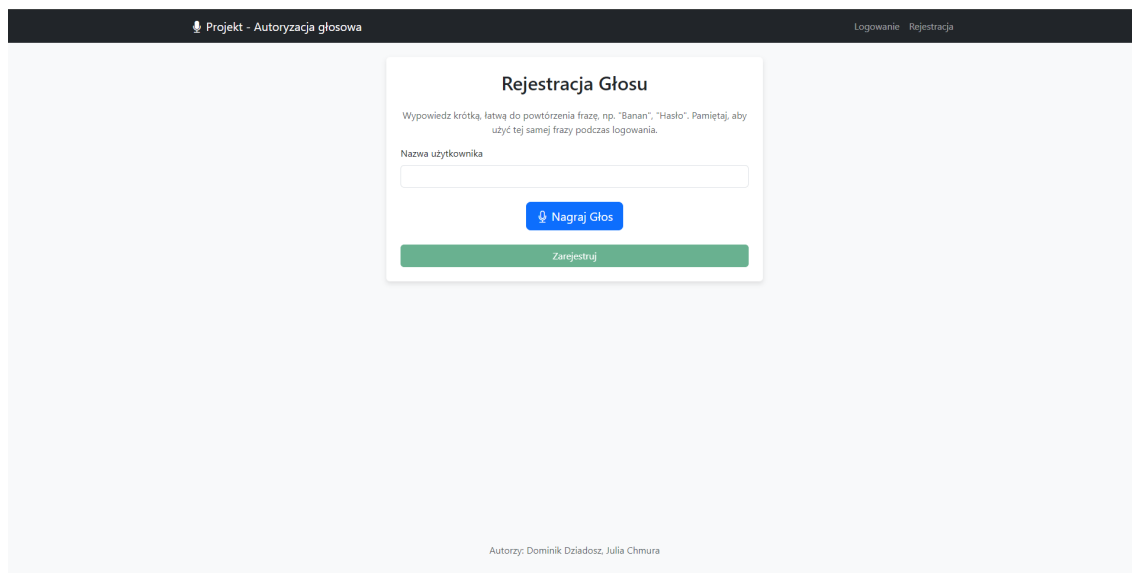 Projekt - Autoryzacja głosowa
Logowanie Rejestracja
Rejestracja Głosu
Wypowiedz krótką, łatwą do powtórzenia frazę, np. "Banan", "Hasło". Pamiętaj, aby
użyć tej samej frazy podczas logowania.
Nazwa użytkownika
Nagraj Głos
Zarejestruj
Autorzy: Dominik Dziadosz, Julia Chmura